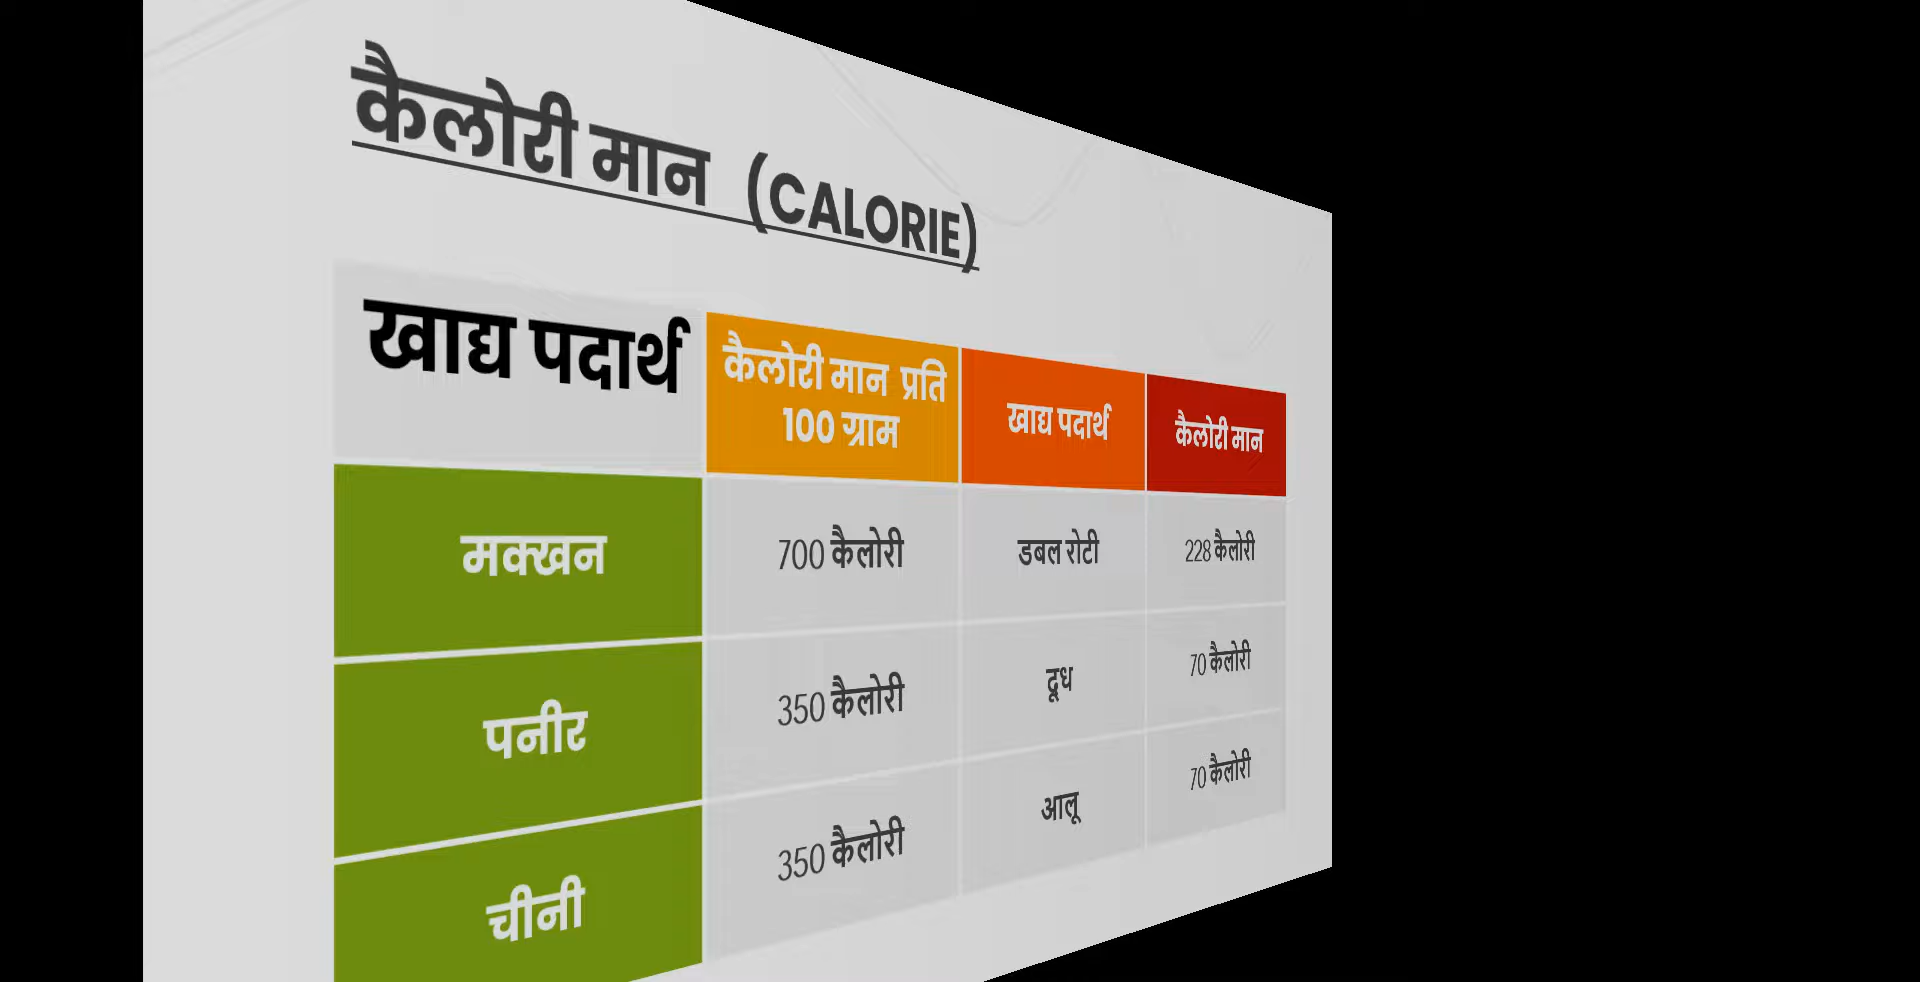 कैलोरी मान (CALORIE)
खाद्य पदार्थ
कैलोरी मान प्रति
100 ग्राम
खाद्य पदार्थ
कैलोरी मान
मक्खन
700 कैलोरी
डबल रोटी
228 कैलोरी
पनीर
350 कैलोरी
दूध
70 कैलोरी
चीनी
350 कैलोरी
आलू
70 कैलोरी